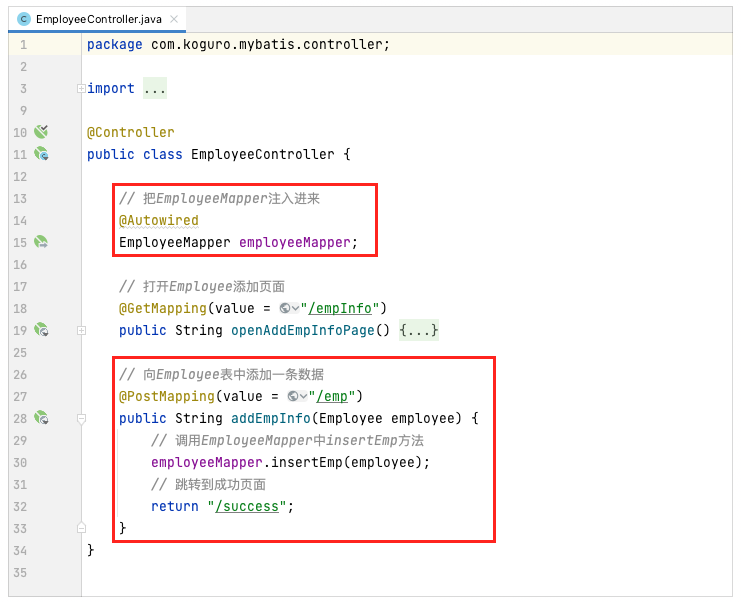 EmployeeController.java
1 package com.koguro.mybatis.controller;
2
3 import ...
9
10 @Controller
11 public class EmployeeController {
12
13 // 把EmployeeMapper注入进来
14 @Autowired
15 EmployeeMapper employeeMapper;
16
17 // 打开Employee添加页面
18 @GetMapping(value = "/empInfo")
19 public String openAddEmpInfoPage() {...}
25
26 // 向Employee表中添加一条数据
27 @PostMapping(value = "/emp")
28 public String addEmpInfo(Employee employee) {
29 // 调用EmployeeMapper中insertEmp方法
30 employeeMapper.insertEmp(employee);
31 // 跳转到成功页面
32 return "/success";
33 }
34 }
35